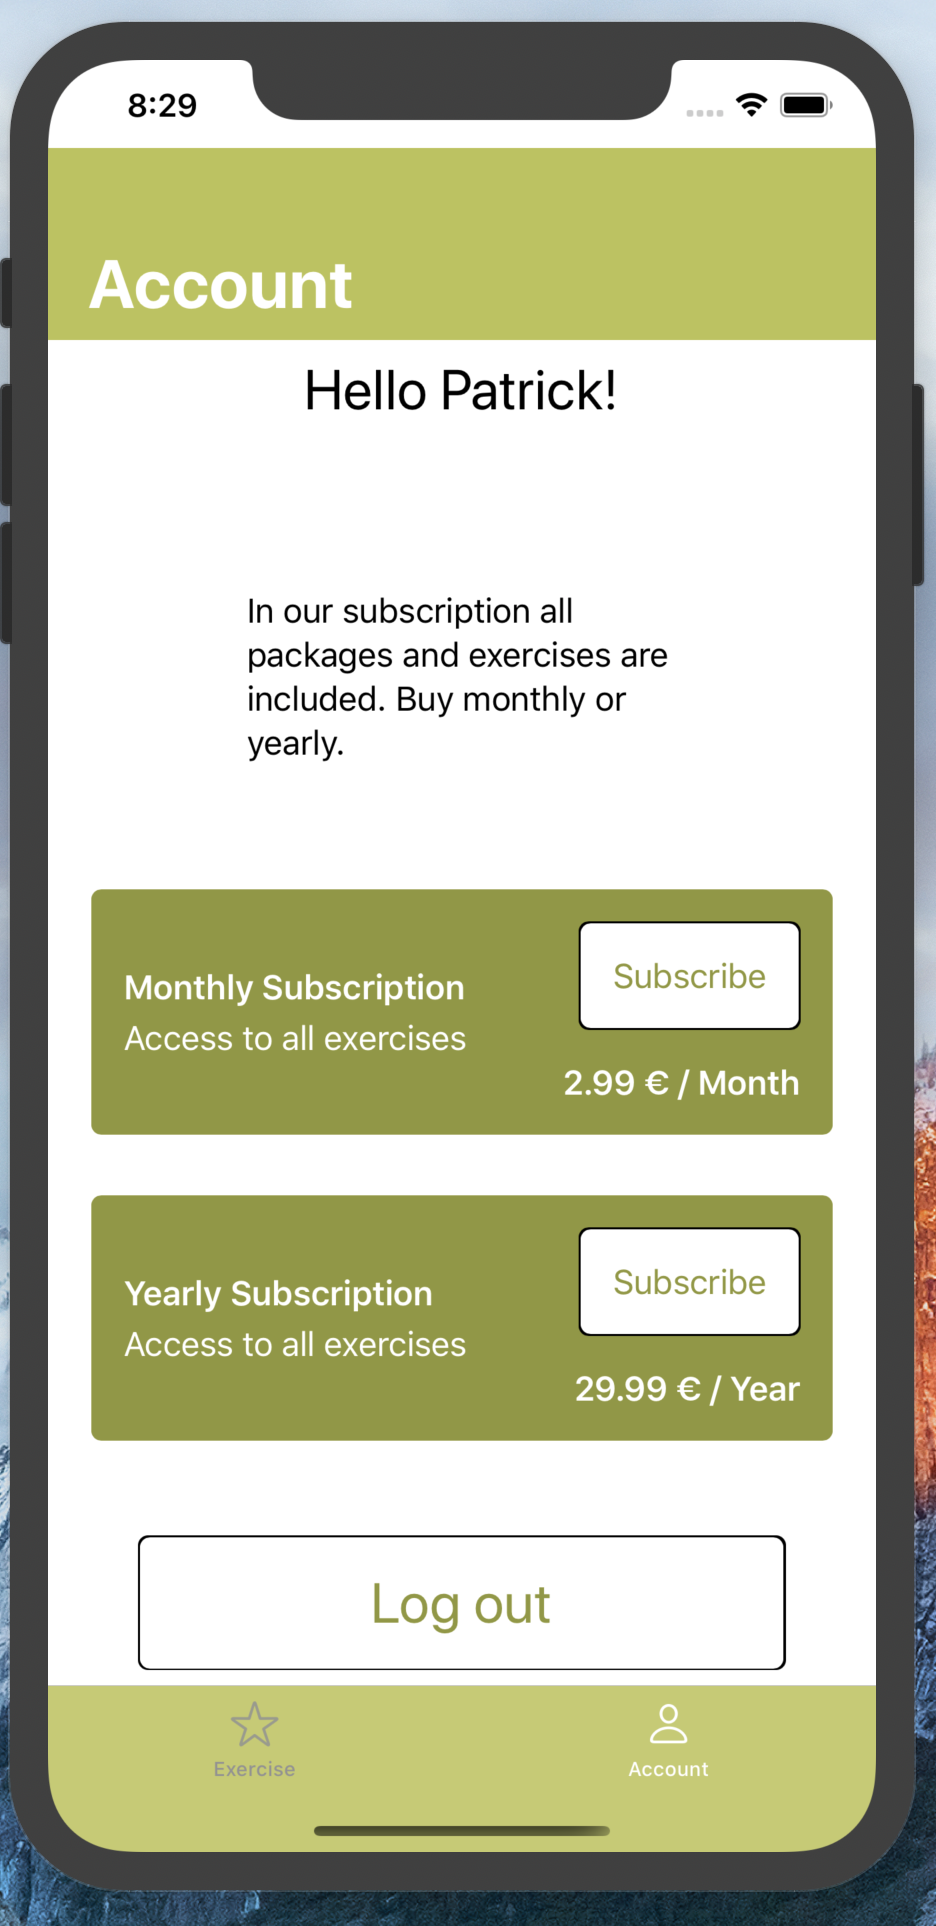 8:29
Account
Hello Patrick!
In our subscription all
packages and exercises are
included. Buy monthly or
yearly.
Monthly Subscription
Access to all exercises
Subscribe
2.99 € / Month
Yearly Subscription
Access to all exercises
Subscribe
29.99 € / Year
Log out
Exercise
Account